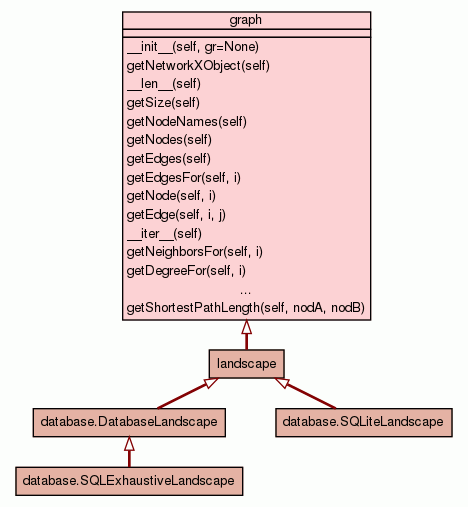 graph
__init__(self, gr=None)
getNetworkXObject(self)
__len__(self)
getSize(self)
getNodeNames(self)
getNodes(self)
getEdges(self)
getEdgesFor(self, i)
getNode(self, i)
getEdge(self, i, j)
__iter__(self)
getNeighborsFor(self, i)
getDegreeFor(self, i)
...
getShortestPathLength(self, nodA, nodB)
landscape
database.DatabaseLandscape
database.SQLiteLandscape
database.SQLExhaustiveLandscape